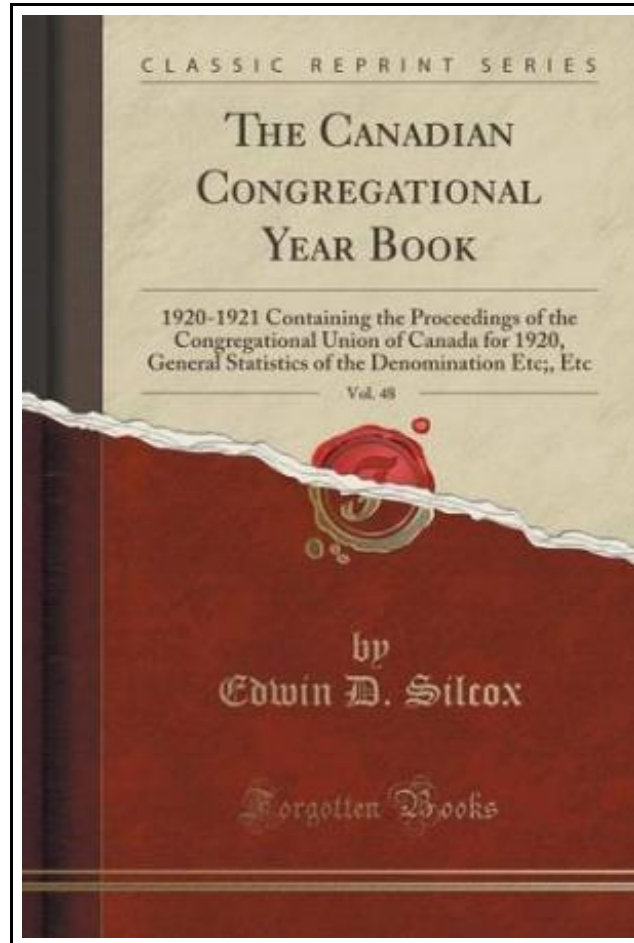 CLASSIC REPRINT SERIES
THE CANADIAN
CONGREGATIONAL
YEAR BOOK
1920-1921 Containing the Proceedings of the
Congregational Union of Canada for 1920,
General Statistics of the Denomination Etc;, Etc
Vol. 48
F
by
Edwin D. Silcox
Forgotten Books